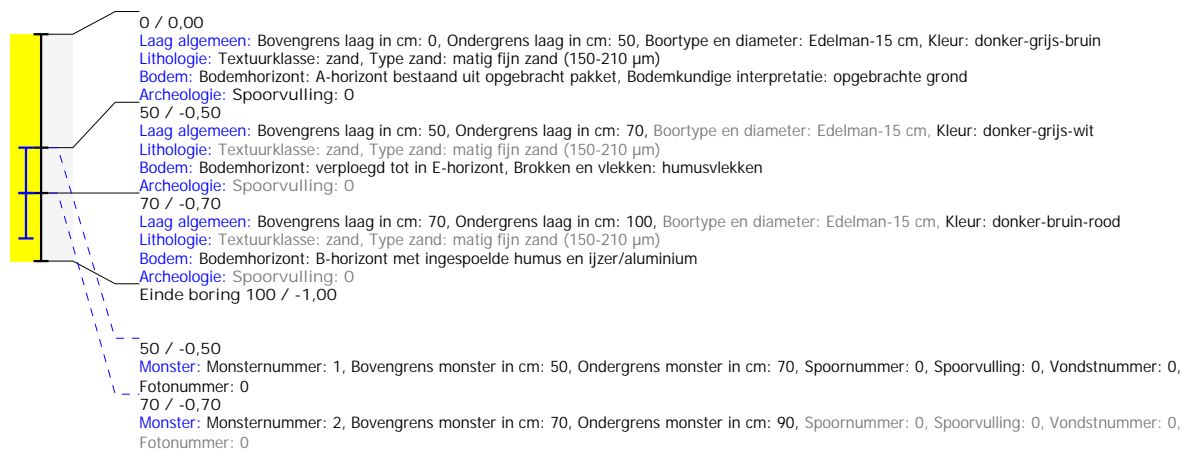 0 / 0,00
Laag algemeen: Bovengrens laag in cm: 0, Ondergrens laag in cm: 50, Boortype en diameter: Edelman-15 cm, Kleur: donker-grijs-bruin
Lithologie: Textuurklasse: zand, Type zand: matig fijn zand (150-210 µm)
Bodem: Bodemhorizont: A-horizont bestaand uit opgebracht pakket, Bodemkundige interpretatie: opgebrachte grond
Archeologie: Spoorvulling: 0
50 / -0,50
Laag algemeen: Bovengrens laag in cm: 50, Ondergrens laag in cm: 70, Boortype en diameter: Edelman-15 cm, Kleur: donker-grijs-wit
Lithologie: Textuurklasse: zand, Type zand: matig fijn zand (150-210 µm)
Bodem: Bodemhorizont: verploegd tot in E-horizont, Brokken en vlekken: humusvlekken
Archeologie: Spoorvulling: 0
70 / -0,70
Laag algemeen: Bovengrens laag in cm: 70, Ondergrens laag in cm: 100, Boortype en diameter: Edelman-15 cm, Kleur: donker-bruin-rood
Lithologie: Textuurklasse: zand, Type zand: matig fijn zand (150-210 µm)
Bodem: Bodemhorizont: B-horizont met ingespoelde humus en ijzer/aluminium
Archeologie: Spoorvulling: 0
Einde boring 100 / -1,00
50 / -0,50
Monster: Monsternummer: 1, Bovengrens monster in cm: 50, Ondergrens monster in cm: 70, Spoornummer: 0, Spoorvulling: 0, Vondstnummer: 0,
Fotonummer: 0
70 / -0,70
Monster: Monsternummer: 2, Bovengrens monster in cm: 70, Ondergrens monster in cm: 90, Spoornummer: 0, Spoorvulling: 0, Vondstnummer: 0,
Fotonummer: 0